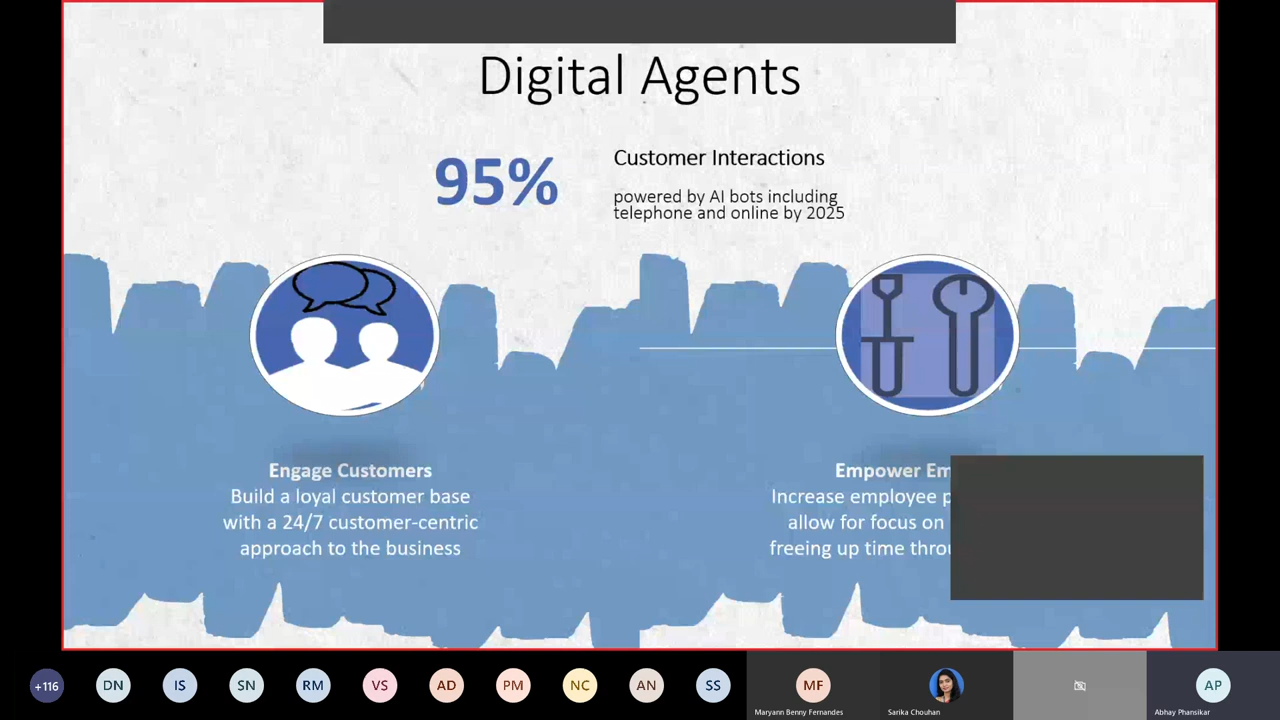 Digital Agents
95%
Customer Interactions
powered by AI bots including
telephone and online by 2025
Engage Customers
Build a loyal customer base
with a 24/7 customer-centric
approach to the business
Empower Em
Increase employee p
allow for focus on
freeing up time throu
+116
DN
IS
SN
RM
VS
AD
PM
NC
AN
SS
MF
AP
Maryann Benny Fernandes
Sarika Chouhan
Abhay Phansikar